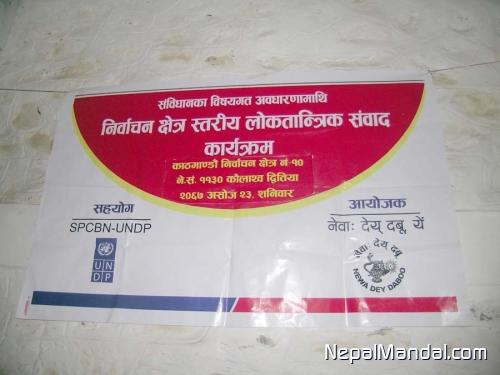 संविधानका विषयगत अवधारणामाथि
निर्वाचन क्षेत्र स्तरीय लोकतान्त्रिक संवाद
कार्यक्रम
काठमाण्डौ निर्वाचन क्षेत्र नं-१०
ने.सं. ११३० कौलाथ्व द्वितिया
२०६७ असोज २३, शनिवार
सहयोग
SPCBN-UNDP
U N
D P
आयोजक
नेवाः देय् दबू, यें
नेवाः देय् दबू
NEWA DEY DABOO
NepalMandal.com